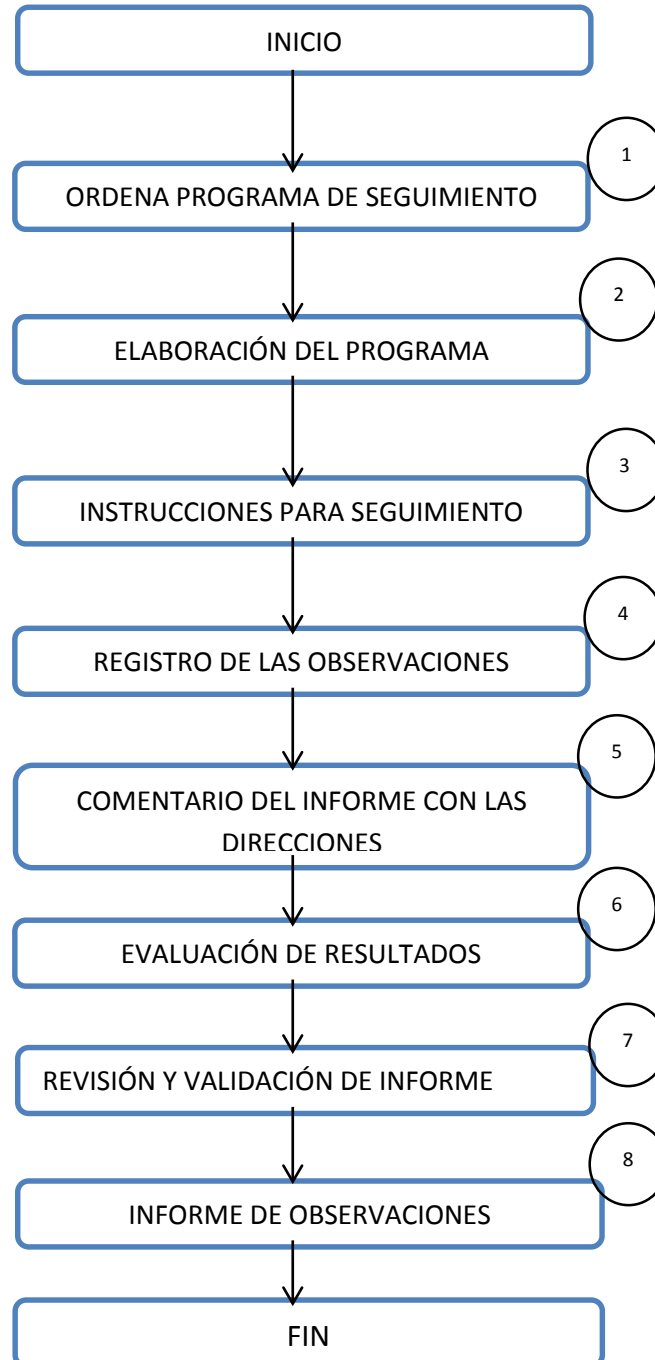 INICIO
1
ORDENA PROGRAMA DE SEGUIMIENTO
2
ELABORACIÓN DEL PROGRAMA
3
INSTRUCCIONES PARA SEGUIMIENTO
4
REGISTRO DE LAS OBSERVACIONES
5
COMENTARIO DEL INFORME CON LAS
DIRECCIONES
6
EVALUACIÓN DE RESULTADOS
7
REVISIÓN Y VALIDACIÓN DE INFORME
8
INFORME DE OBSERVACIONES
FIN